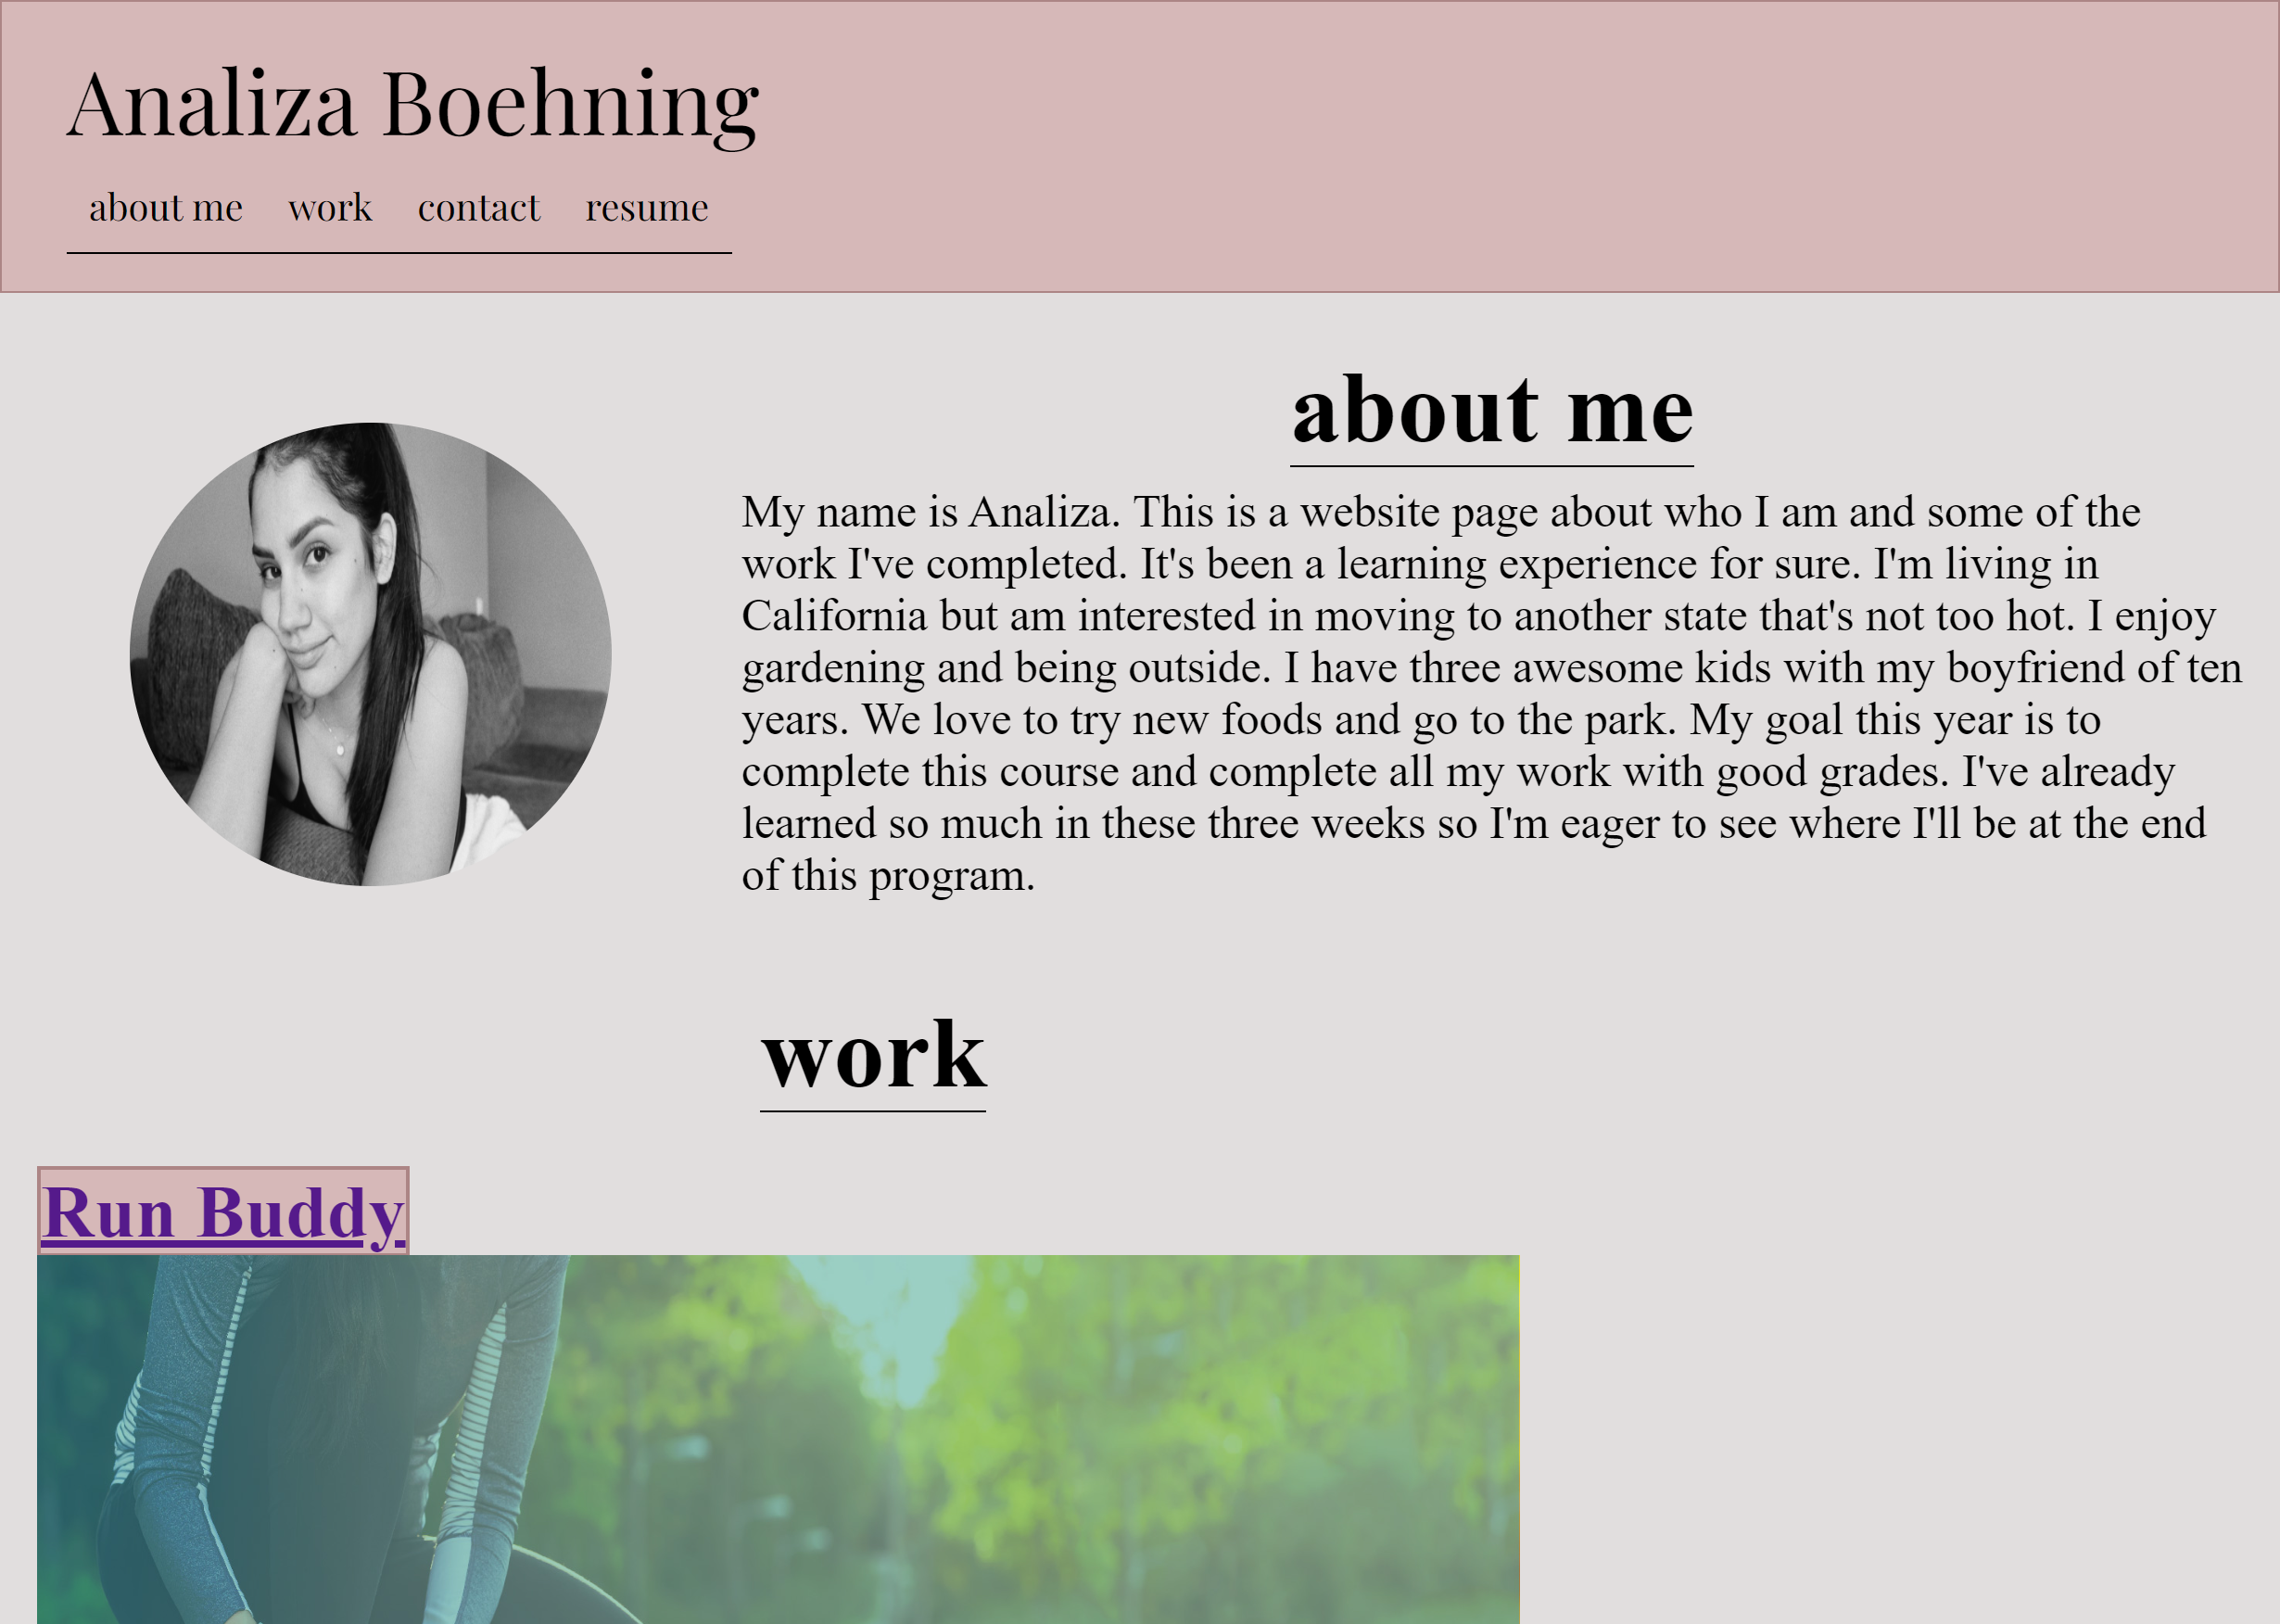 Analiza Boehning
about me work contact resume
about me
My name is Analiza. This is a website page about who I am and some of the
work I've completed. It's been a learning experience for sure. I'm living in
California but am interested in moving to another state that's not too hot. I enjoy
gardening and being outside. I have three awesome kids with my boyfriend of ten
years. We love to try new foods and go to the park. My goal this year is to
complete this course and complete all my work with good grades. I've already
learned so much in these three weeks so I'm eager to see where I'll be at the end
of this program.
work
Run Buddy